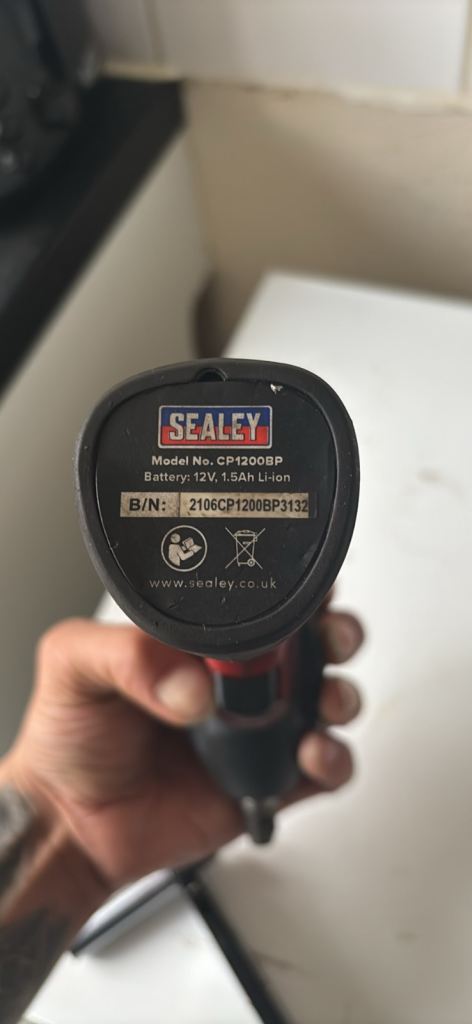 SEALEY
Model No. CP1200BP
Battery: 12V, 1.5Ah Li-ion
B/N: 2106CP1200BP3132
www.sealey.co.uk